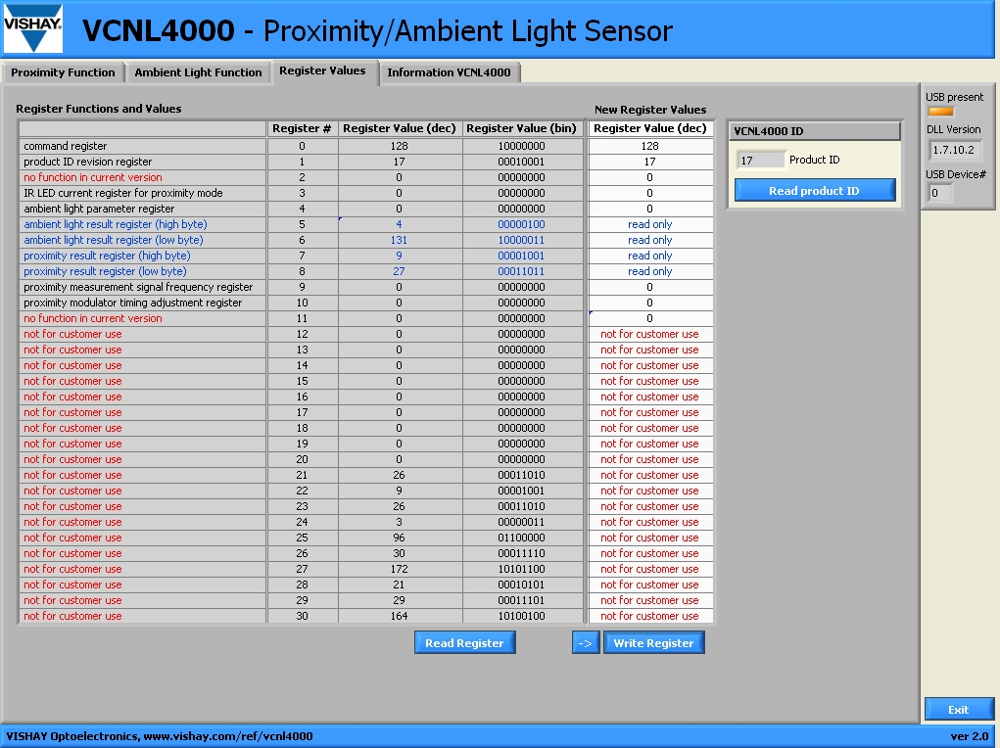 VISHAY.
VCNL4000 - Proximity/Ambient Light Sensor
Proximity Function Ambient Light Function Register Values Information VCNL4000
Register Functions and Values New Register Values
Register # Register Value (dec) Register Value (bin) Register Value (dec)
command register 0 128 10000000 128
product ID revision register 1 17 00010001 17
no function in current version 2 0 00000000 0
IR LED current register for proximity mode 3 0 00000000 0
ambient light parameter register 4 0 00000000 0
ambient light result register (high byte) 5 4 00000100 read only
ambient light result register (low byte) 6 131 10000011 read only
proximity result register (high byte) 7 9 00001001 read only
proximity result register (low byte) 8 27 00011011 read only
proximity measurement signal frequency register 9 0 00000000 0
proximity modulator timing adjustment register 10 0 00000000 0
no function in current version 11 0 00000000 0
not for customer use 12 0 00000000 not for customer use
not for customer use 13 0 00000000 not for customer use
not for customer use 14 0 00000000 not for customer use
not for customer use 15 0 00000000 not for customer use
not for customer use 16 0 00000000 not for customer use
not for customer use 17 0 00000000 not for customer use
not for customer use 18 0 00000000 not for customer use
not for customer use 19 0 00000000 not for customer use
not for customer use 20 0 00000000 not for customer use
not for customer use 21 26 00011010 not for customer use
not for customer use 22 9 00001001 not for customer use
not for customer use 23 26 00011010 not for customer use
not for customer use 24 3 00000011 not for customer use
not for customer use 25 96 01100000 not for customer use
not for customer use 26 30 00011110 not for customer use
not for customer use 27 172 10101100 not for customer use
not for customer use 28 21 00010101 not for customer use
not for customer use 29 29 00011101 not for customer use
not for customer use 30 164 10100100 not for customer use
Read Register -> Write Register
VCNL4000 ID
17 Product ID
Read product ID
USB present
DLL Version
1.7.10.2
USB Device#
0
Exit
VISHAY Optoelectronics, www.vishay.com/ref/vcnl4000 ver 2.0